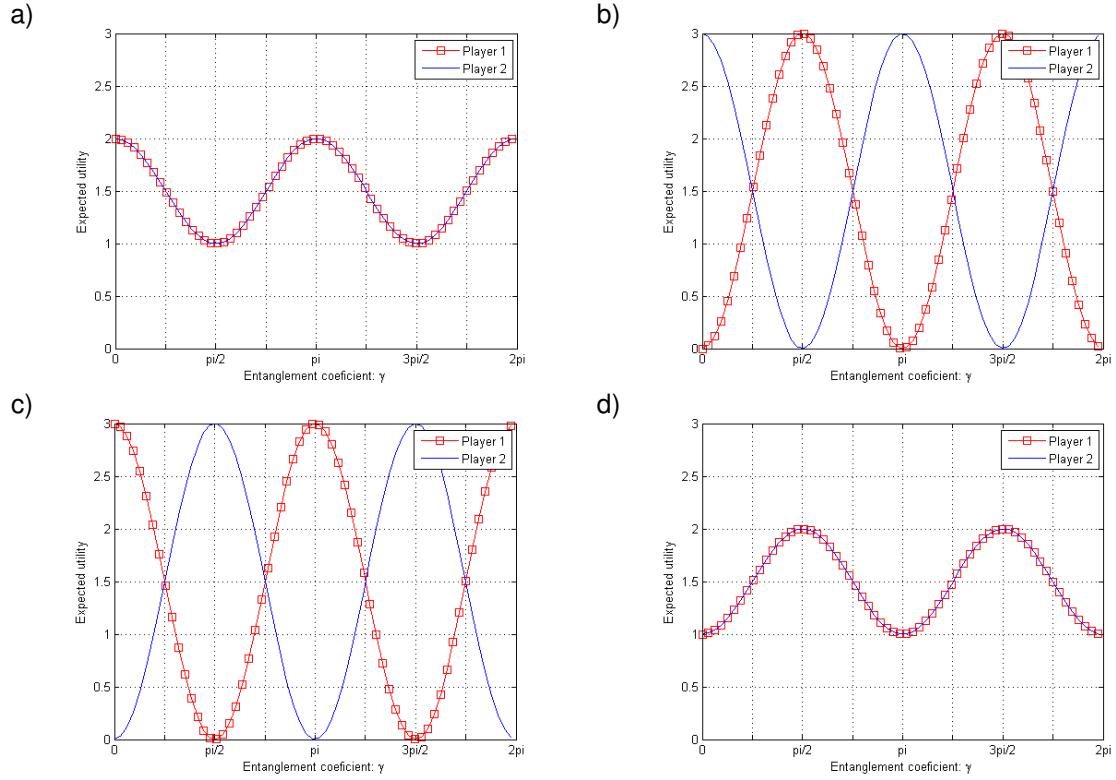 a)
3
2.5
2
1.5
1
0.5
0
0
pi/2
pi
3pi/2
2pi
Expected utility
Entanglement coeficient: γ
Player 1
Player 2
b)
3
2.5
2
1.5
1
0.5
0
0
pi/2
pi
3pi/2
2pi
Expected utility
Entanglement coeficient: γ
Player 1
Player 2
c)
3
2.5
2
1.5
1
0.5
0
0
pi/2
pi
3pi/2
2pi
Expected utility
Entanglement coeficient: γ
Player 1
Player 2
d)
3
2.5
2
1.5
1
0.5
0
0
pi/2
pi
3pi/2
2pi
Expected utility
Entanglement coeficient: γ
Player 1
Player 2